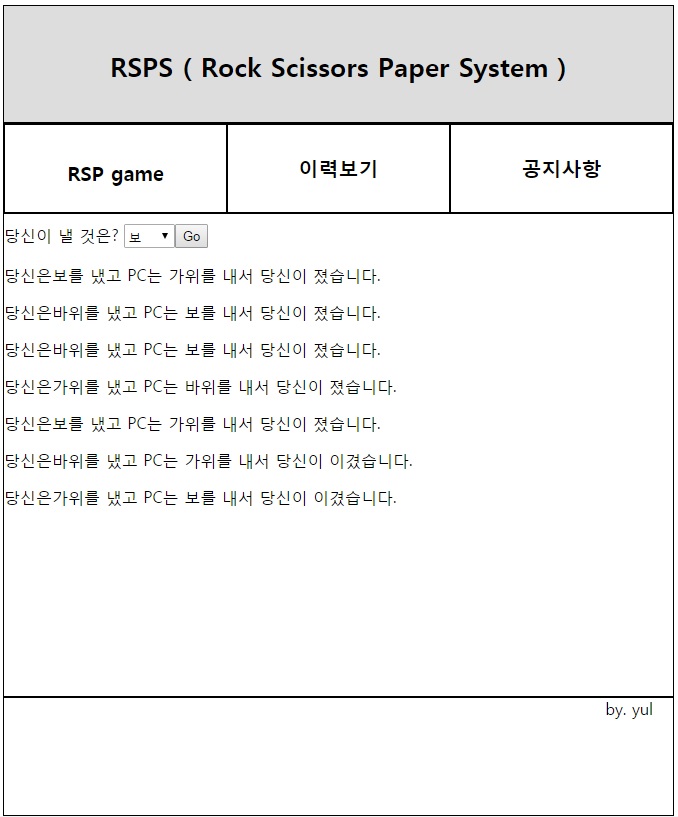 RSPS ( Rock Scissors Paper System )
RSP game 이력보기 공지사항
당신이 낼 것은? 보 Go
당신은보를 냈고 PC는 가위를 내서 당신이 졌습니다.
당신은바위를 냈고 PC는 보를 내서 당신이 졌습니다.
당신은바위를 냈고 PC는 보를 내서 당신이 졌습니다.
당신은가위를 냈고 PC는 바위를 내서 당신이 졌습니다.
당신은보를 냈고 PC는 가위를 내서 당신이 졌습니다.
당신은바위를 냈고 PC는 가위를 내서 당신이 이겼습니다.
당신은가위를 냈고 PC는 보를 내서 당신이 이겼습니다.
by. yul